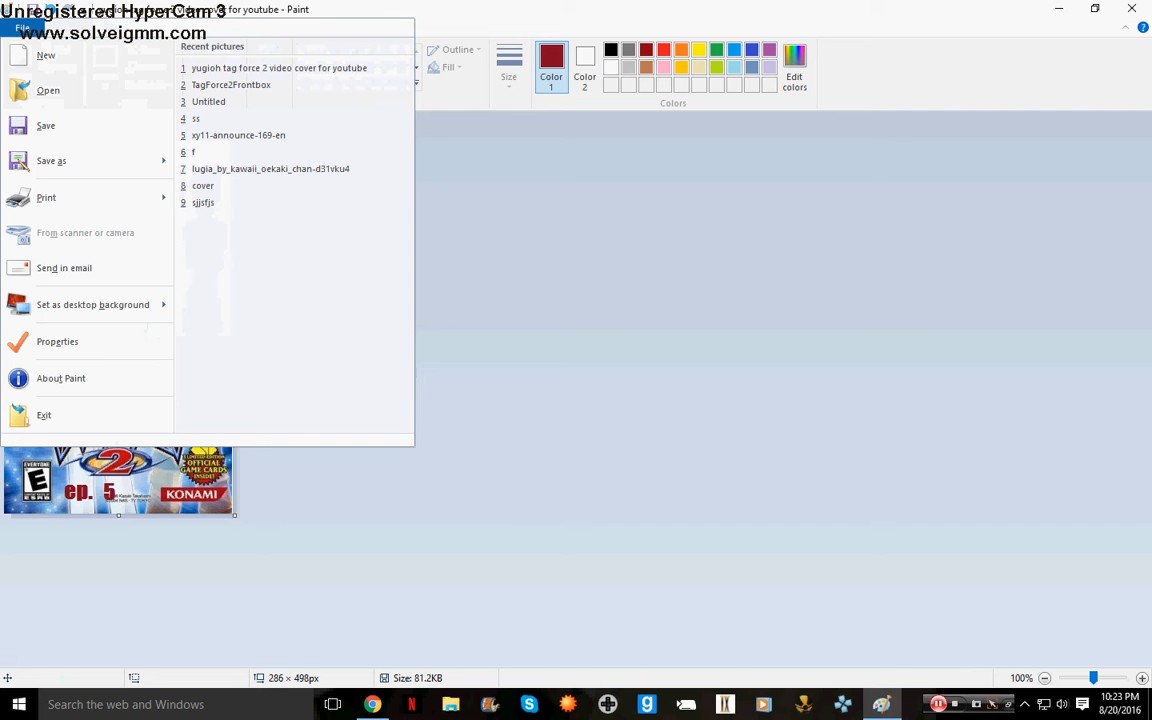 Unregistered HyperCam 3
for youtube - Paint
www.solveigmm.com
File
Recent pictures
New
Open
Save
Save as
Print
From scanner or camera
Send in email
Set as desktop background
Properties
About Paint
Exit
1 yugioh tag force 2 video cover for youtube
2 TagForce2Frontbox
3 Untitled
4 ss
5 xy11-announce-169-en
6 f
7 lugia_by_kawaii_oekaki_chan-d31vku4
8 cover
9 sjjsfjs
Outline
Fill
Size
Color 1
Color 2
Edit colors
Colors
2
LIMITED EDITION
OFFICIAL
GAME CARDS
INSIDE!
EVERYONE
E
ESRB
ep. 5
KONAMI
286 × 498px
Size: 81.2KB
100%
Search the web and Windows
10:23 PM
8/20/2016